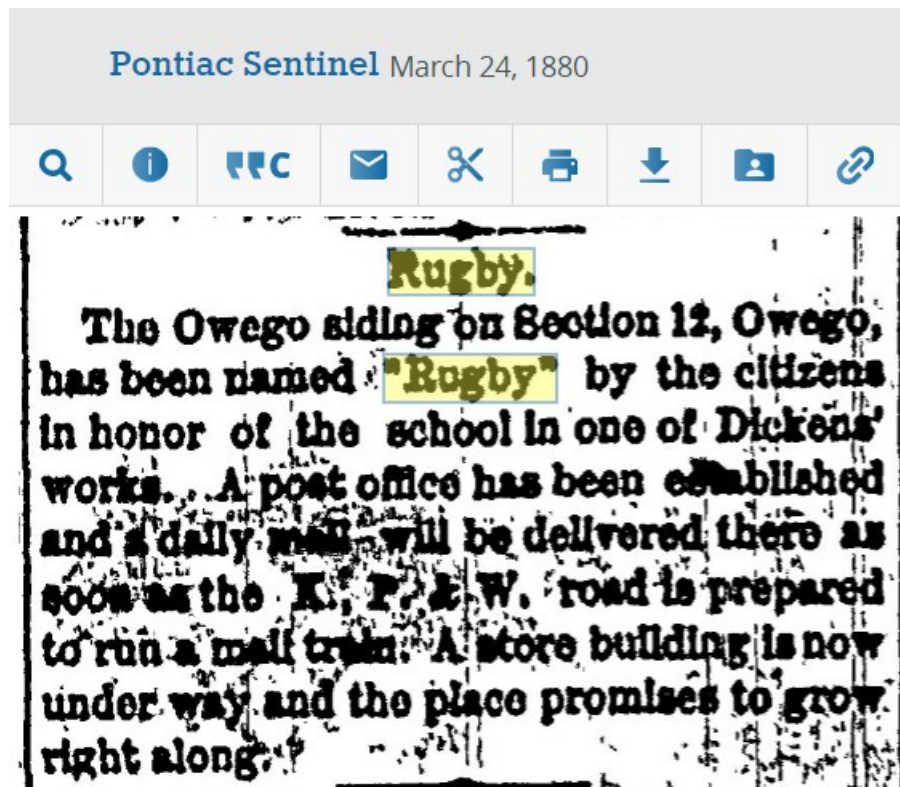 Pontiac Sentinel March 24, 1880
Rugby.
The Owego siding on Section 12, Owego,
has been named "Rugby" by the citizens
in honor of the school in one of Dickens'
works. A post office has been established
and a daily mail will be delivered there as
soon as the K., P. & W. road is prepared
to run a mail train. A store building is now
under way and the place promises to grow
right along.